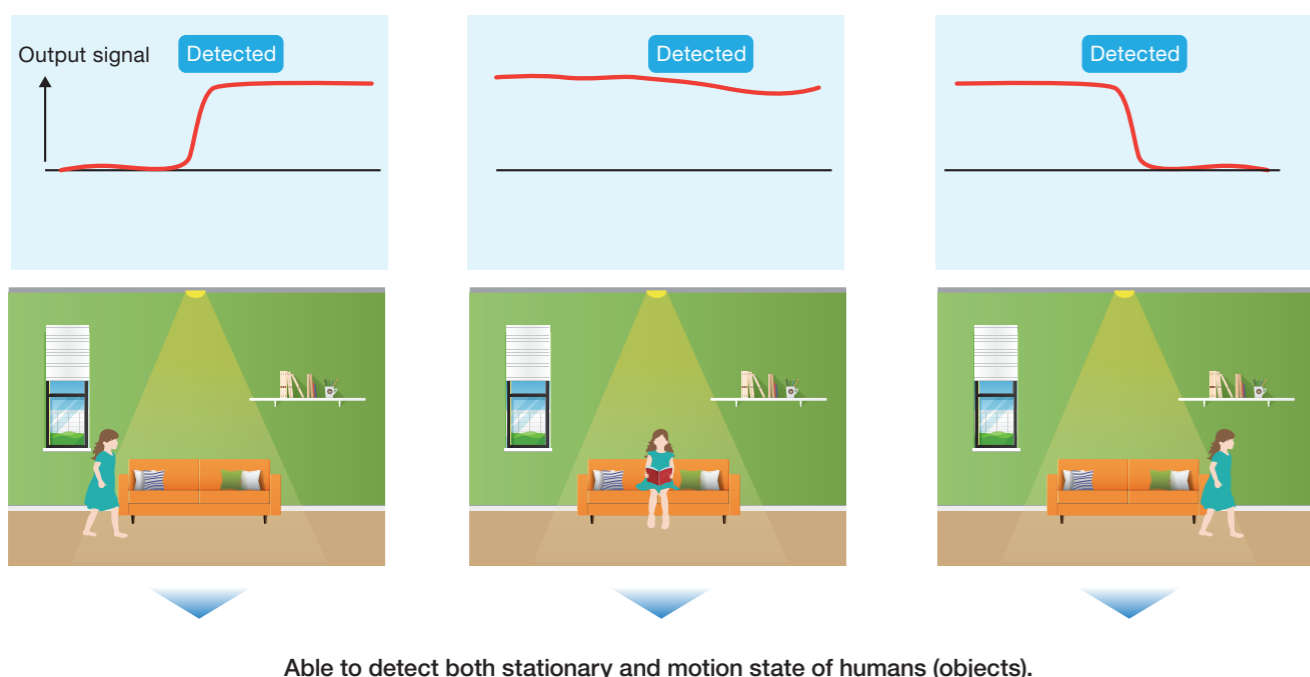 Output signal
Detected
Detected
Detected
Able to detect both stationary and motion state of humans (objects).